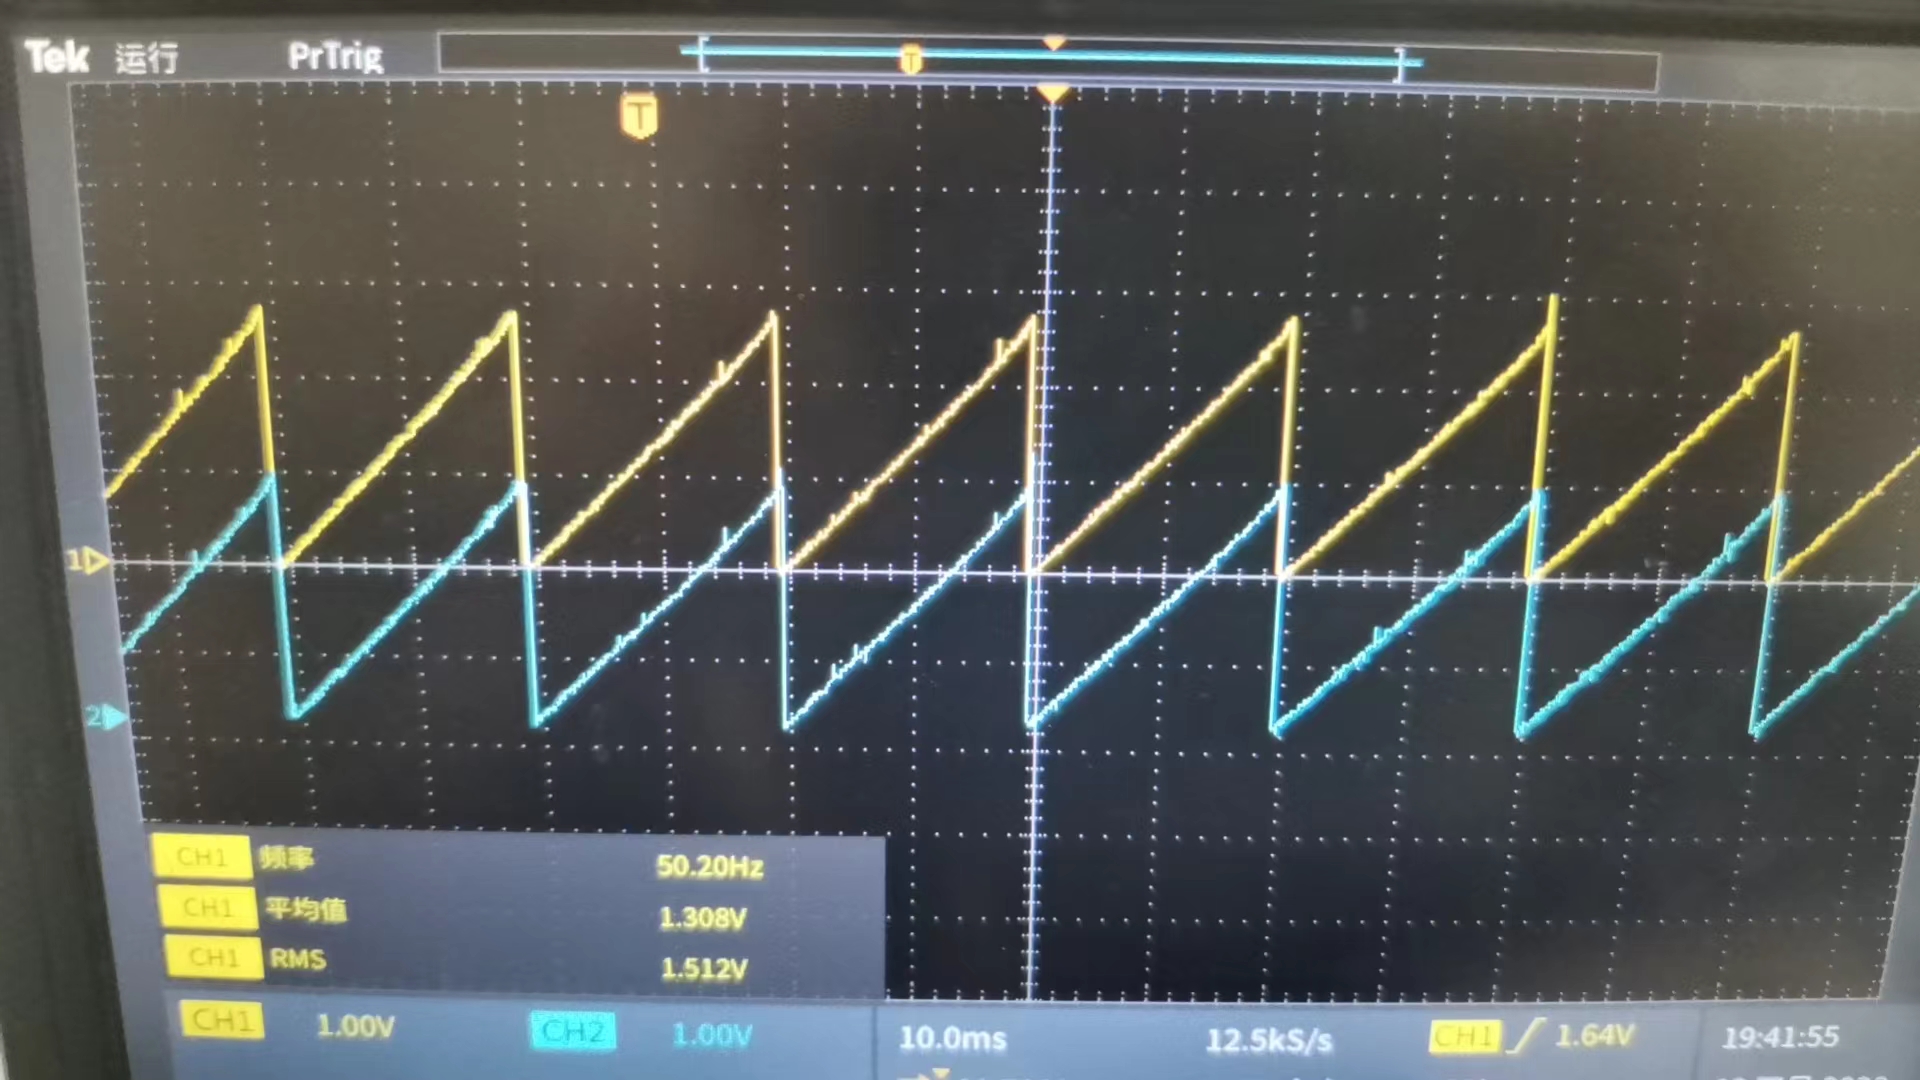 Tek 运行 PrTrig
T
T
1
2
CH1 频率 50.20Hz
CH1 平均值 1.308V
CH1 RMS 1.512V
CH1 1.00V CH2 1.00V 10.0ms 12.5kS/s CH1 1.64V 19:41:55